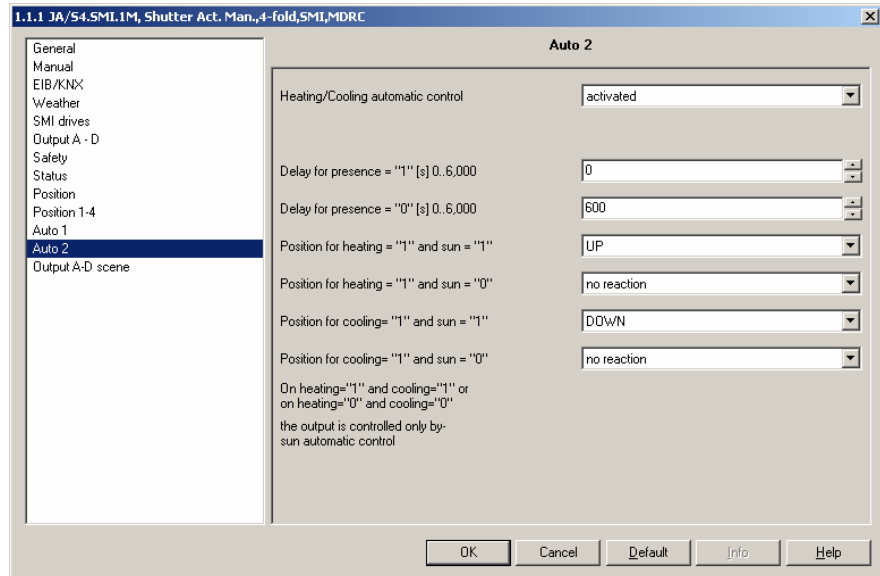 1.1.1 JA/S4.SMI.1M, Shutter Act. Man.,4-fold,SMI,MDRC
General
Manual
EIB/KNX
Weather
SMI drives
Output A - D
Safety
Status
Position
Position 1-4
Auto 1
Auto 2
Output A-D scene
Auto 2
Heating/Cooling automatic control
activated
Delay for presence = "1" [s] 0..6,000
0
Delay for presence = "0" [s] 0..6,000
600
Position for heating = "1" and sun = "1"
UP
Position for heating = "1" and sun = "0"
no reaction
Position for cooling= "1" and sun = "1"
DOWN
Position for cooling= "1" and sun = "0"
no reaction
On heating="1" and cooling="1" or
on heating="0" and cooling="0"
the output is controlled only by-
sun automatic control
OK
Cancel
Default
Info
Help